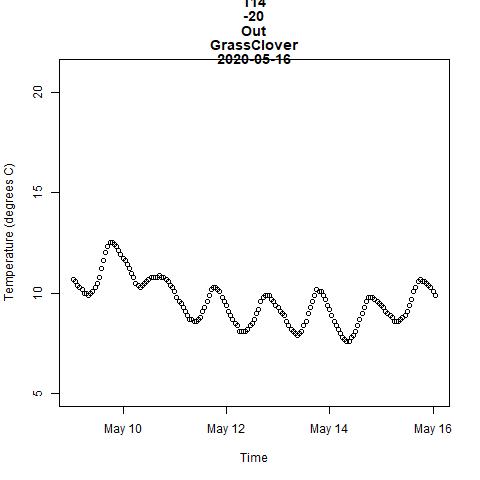 114
-20
Out
GrassClover
2020-05-16
Temperature (degrees C)
20
15
10
5
May 10
May 12
May 14
May 16
Time